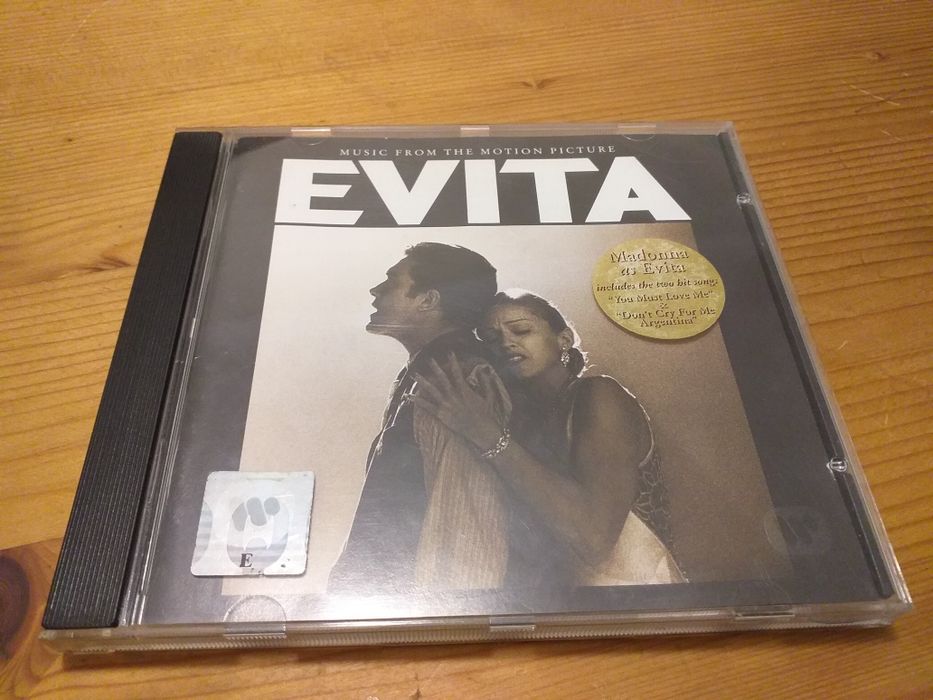 MUSIC FROM THE MOTION PICTURE
EVITA
Madonna
as Evita
includes the two hit songs
"You Must Love Me"
&
"Don't Cry For Me
Argentina"
E